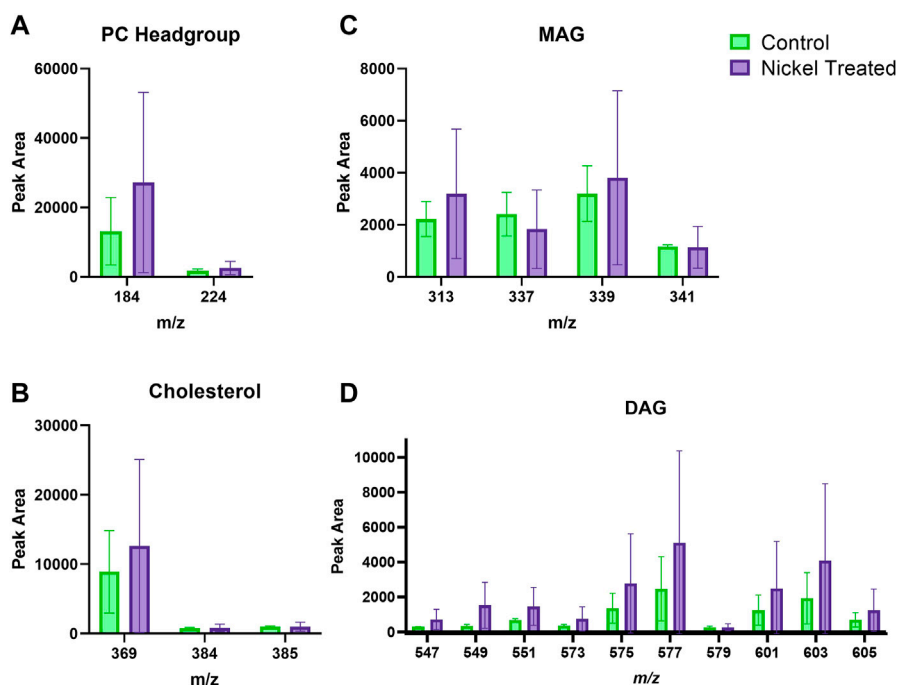 A
PC Headgroup
Peak Area
60000
40000
20000
0
184 224
m/z
C
MAG
Peak Area
8000
6000
4000
2000
0
313 337 339 341
m/z
Control
Nickel Treated
B
Cholesterol
Peak Area
30000
20000
10000
0
369 384 385
m/z
D
DAG
Peak Area
10000
8000
6000
4000
2000
0
547 549 551 573 575 577 579 601 603 605
m/z